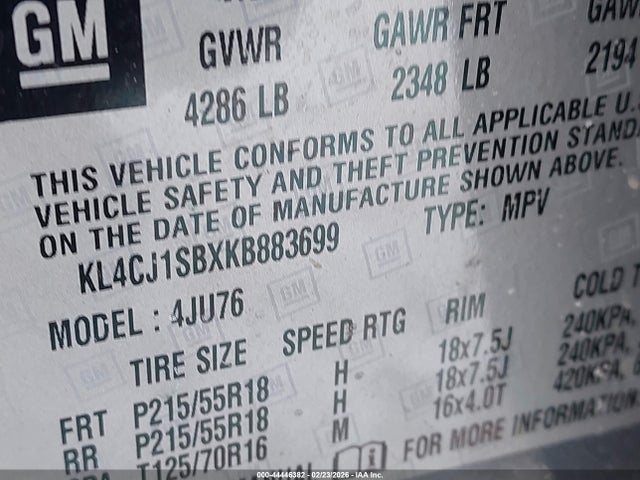 GM
GVWR GAWR FRT GAW
4286 LB 2348 LB 2194
THIS VEHICLE CONFORMS TO ALL APPLICABLE U.
VEHICLE SAFETY AND THEFT PREVENTION STAND
ON THE DATE OF MANUFACTURE SHOWN ABOVE.
KL4CJ1SBXKB883699 TYPE: MPV
MODEL : 4JU76
TIRE SIZE SPEED RTG RIM COLD T
FRT P215/55R18 H 18x7.5J 240KPA,
RR P215/55R18 H 18x7.5J 240KPA,
T125/70R16 M 16x4.0T 420KPA,
FOR MORE INFORMATION
000-44446382 - 02/23/2026 - IAA Inc.